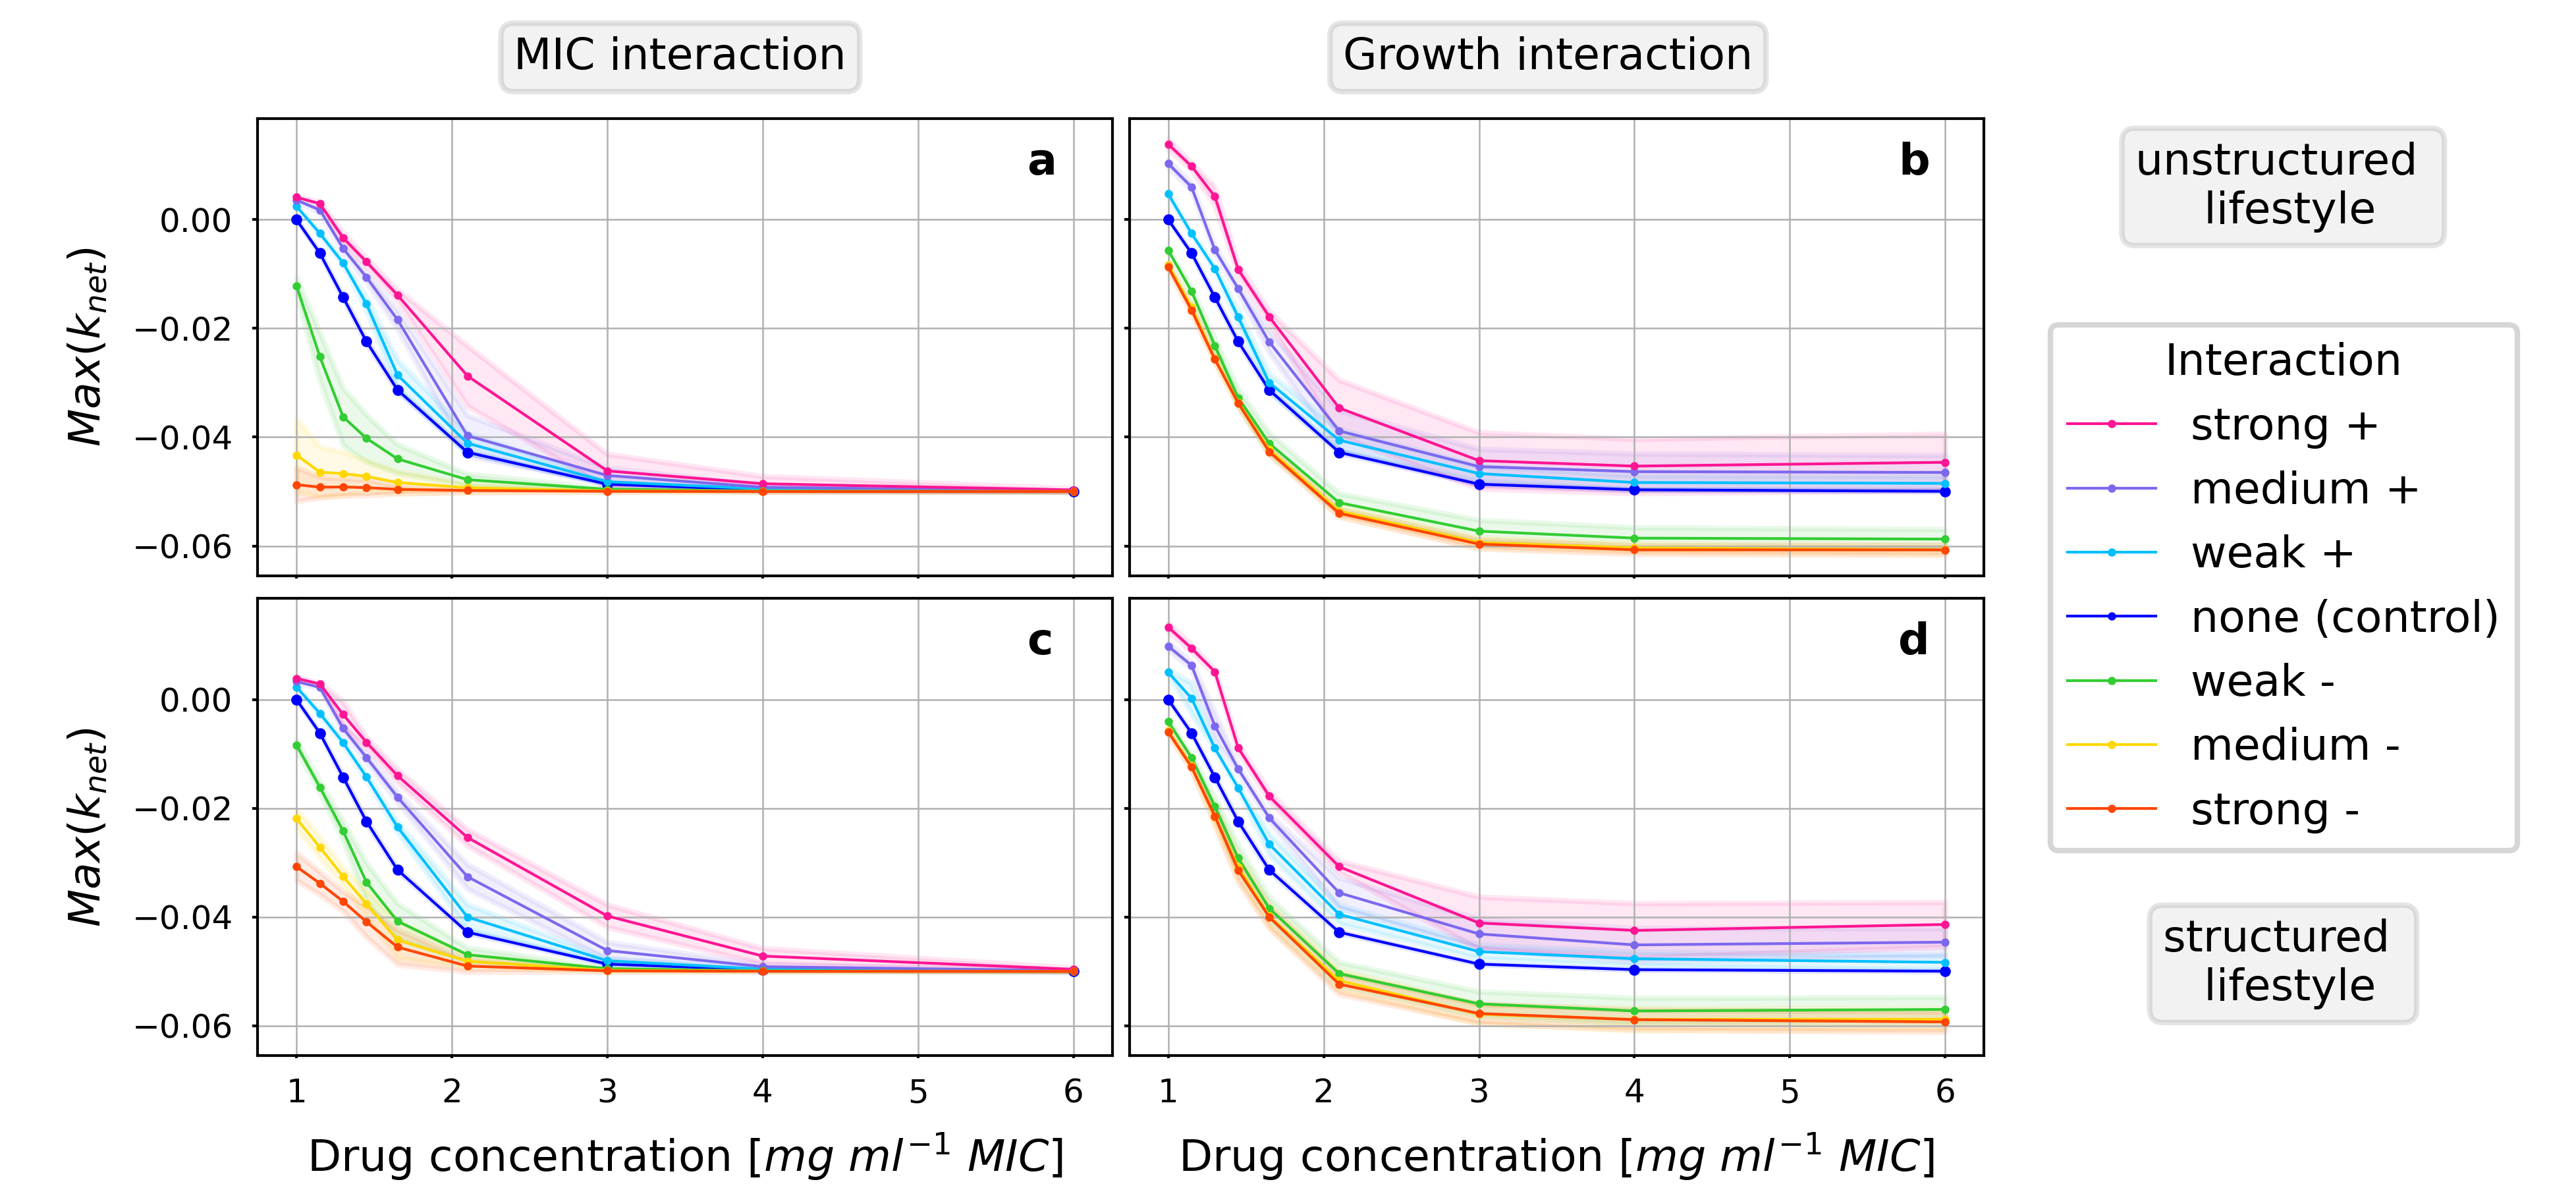 MIC interaction
Growth interaction
a
b
unstructured
lifestyle
Max(k_net)
0.00
−0.02
−0.04
−0.06
Interaction
strong +
medium +
weak +
none (control)
weak -
medium -
strong -
c
d
structured
lifestyle
Max(k_net)
0.00
−0.02
−0.04
−0.06
1 2 3 4 5 6
1 2 3 4 5 6
Drug concentration [mg ml⁻¹ MIC]
Drug concentration [mg ml⁻¹ MIC]